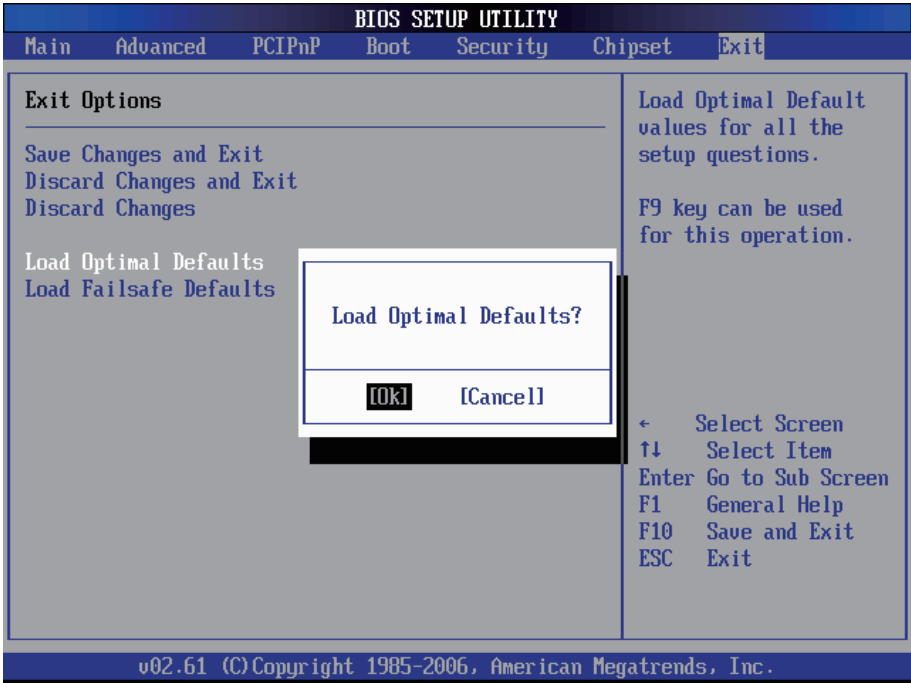 BIOS SETUP UTILITY
Main Advanced PCIPnP Boot Security Chipset Exit
Exit Options
Save Changes and Exit
Discard Changes and Exit
Discard Changes
Load Optimal Defaults
Load Failsafe Defaults
Load Optimal Defaults?
[Ok] [Cancel]
Load Optimal Default
values for all the
setup questions.
F9 key can be used
for this operation.
← Select Screen
↑↓ Select Item
Enter Go to Sub Screen
F1 General Help
F10 Save and Exit
ESC Exit
v02.61 (C)Copyright 1985-2006, American Megatrends, Inc.